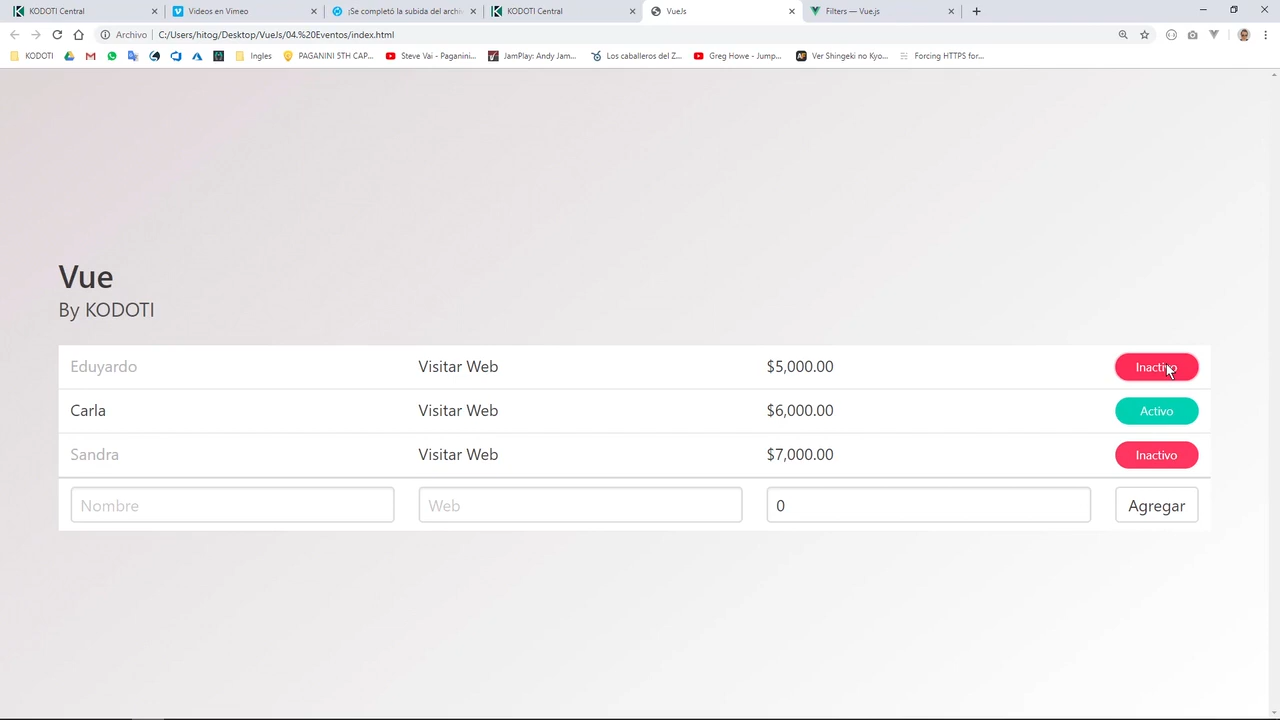 KODOTI Central
Videos en Vimeo
¡Se completó la subida del archiv
KODOTI Central
VueJs
Filters — Vue.js
Archivo
C:/Users/hitog/Desktop/VueJs/04.%20Eventos/index.html
KODOTI
Ingles
PAGANINI 5TH CAP...
Steve Vai - Paganini...
JamPlay: Andy Jam...
Los caballeros del Z...
Greg Howe - Jump...
Ver Shingeki no Kyo...
Forcing HTTPS for...
Vue
By KODOTI
Eduyardo Visitar Web $5,000.00 Inactivo
Carla Visitar Web $6,000.00 Activo
Sandra Visitar Web $7,000.00 Inactivo
Nombre Web 0 Agregar